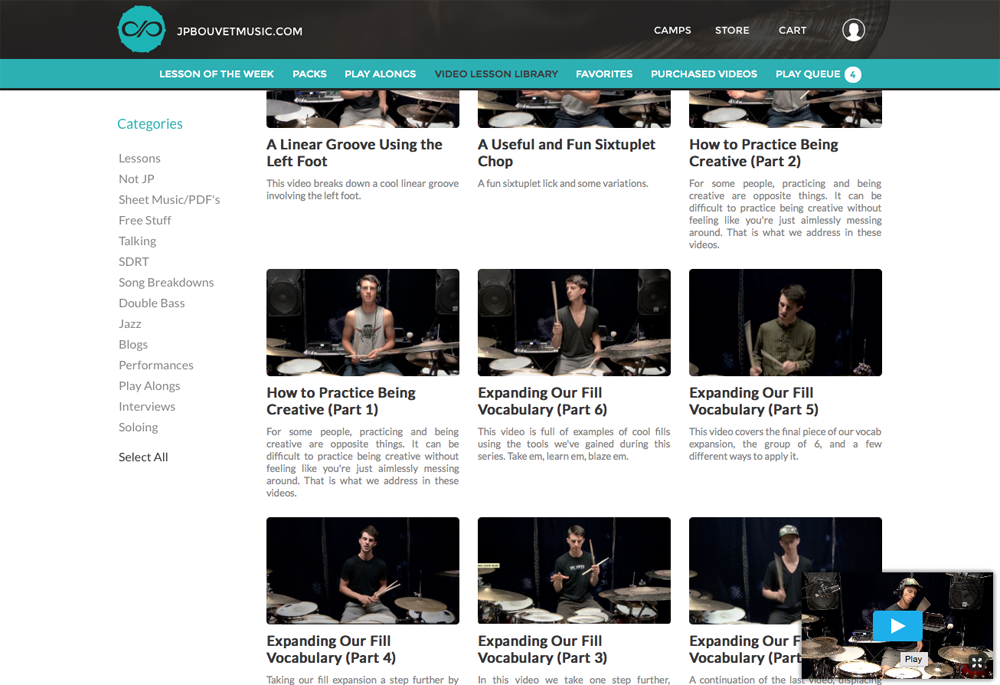 JPBOUVETMUSIC.COM
CAMPS STORE CART
LESSON OF THE WEEK PACKS PLAY ALONGS VIDEO LESSON LIBRARY FAVORITES PURCHASED VIDEOS PLAY QUEUE 4
Categories
Lessons
Not JP
Sheet Music/PDF's
Free Stuff
Talking
SDRT
Song Breakdowns
Double Bass
Jazz
Blogs
Performances
Play Alongs
Interviews
Soloing
Select All
A Linear Groove Using the
Left Foot
This video breaks down a cool linear groove
involving the left foot.
A Useful and Fun Sixtuplet
Chop
A fun sixtuplet lick and some variations.
How to Practice Being
Creative (Part 2)
For some people, practicing and being
creative are opposite things. It can be
difficult to practice being creative without
feeling like you're just aimlessly messing
around. That is what we address in these
videos.
How to Practice Being
Creative (Part 1)
For some people, practicing and being
creative are opposite things. It can be
difficult to practice being creative without
feeling like you're just aimlessly messing
around. That is what we address in these
videos.
Expanding Our Fill
Vocabulary (Part 6)
This video is full of examples of cool fills
using the tools we've gained during this
series. Take em, learn em, blaze em.
Expanding Our Fill
Vocabulary (Part 5)
This video covers the final piece of our vocab
expansion, the group of 6, and a few
different ways to apply it.
Expanding Our Fill
Vocabulary (Part 4)
Taking our fill expansion a step further by
Expanding Our Fill
Vocabulary (Part 3)
In this video we take one step further,
Expanding Our F
Vocabulary (Part
A continuation of the last video, displacing
Play